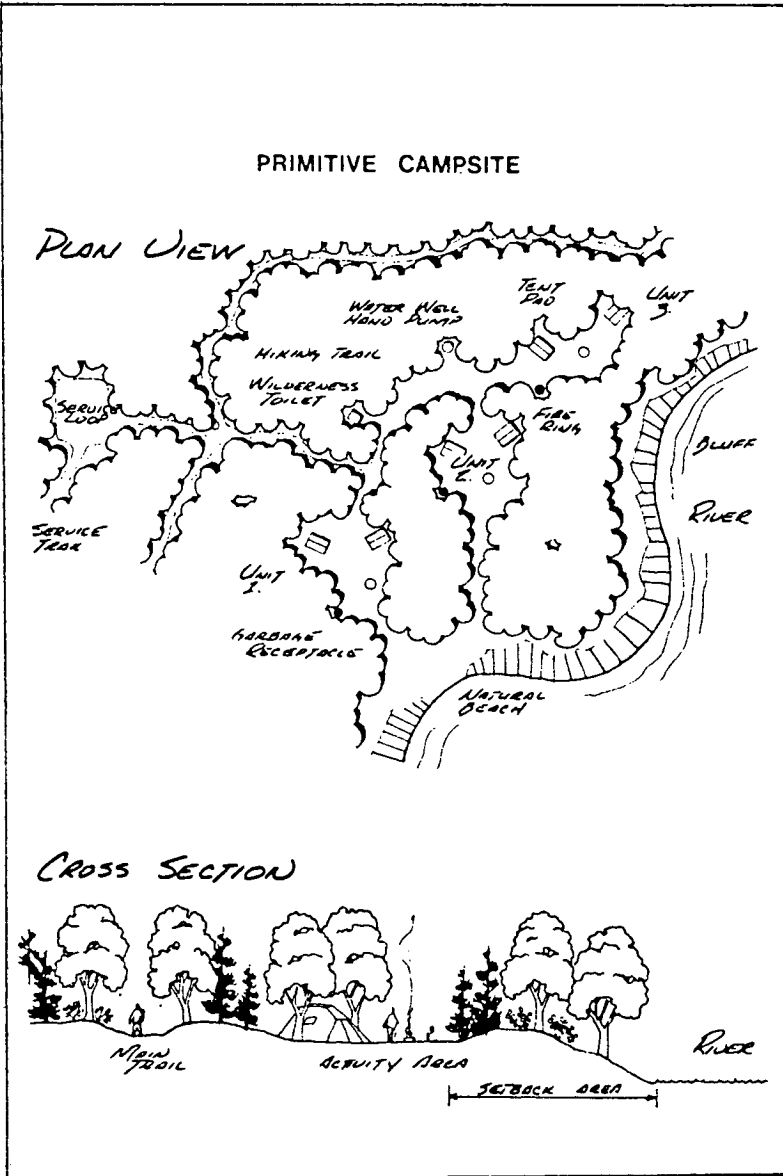 PRIMITIVE CAMPSITE
PLAN VIEW
TENT
PAD
UNIT
3.
WATER WELL
HAND PUMP
HIKING TRAIL
WILDERNESS
TOILET
SERVICE
LOOP
FIRE
RING
UNIT
2.
BLUFF
RIVER
SERVICE
TRAIL
UNIT
1.
GARBAGE
RECEPTACLE
NATURAL
BEACH
CROSS SECTION
MAIN
TRAIL
ACTIVITY AREA
RIVER
SETBACK AREA